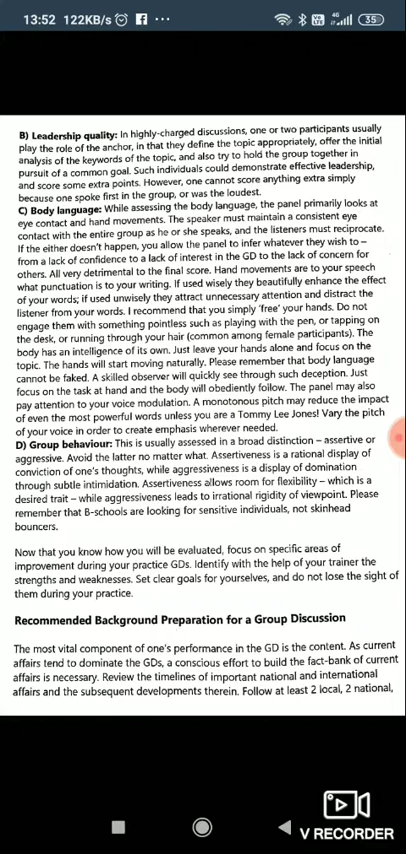 13:52 122KB/s ...
4G
35
B) Leadership quality: In highly-charged discussions, one or two participants usually
play the role of the anchor, in that they define the topic appropriately, offer the initial
analysis of the keywords of the topic, and also try to hold the group together in
pursuit of a common goal. Such individuals could demonstrate effective leadership,
and score some extra points. However, one cannot score anything extra simply
because one spoke first in the group, or was the loudest.
C) Body language: While assessing the body language, the panel primarily looks at
eye contact and hand movements. The speaker must maintain a consistent eye
contact with the entire group as he or she speaks, and the listeners must reciprocate.
If the either doesn't happen, you allow the panel to infer whatever they wish to –
from a lack of confidence to a lack of interest in the GD to the lack of concern for
others. All very detrimental to the final score. Hand movements are to your speech
what punctuation is to your writing. If used wisely they beautifully enhance the effect
of your words; if used unwisely they attract unnecessary attention and distract the
listener from your words. I recommend that you simply 'free' your hands. Do not
engage them with something pointless such as playing with the pen, or tapping on
the desk, or running through your hair (common among female participants). The
body has an intelligence of its own. Just leave your hands alone and focus on the
topic. The hands will start moving naturally. Please remember that body language
cannot be faked. A skilled observer will quickly see through such deception. Just
focus on the task at hand and the body will obediently follow. The panel may also
pay attention to your voice modulation. A monotonous pitch may reduce the impact
of even the most powerful words unless you are a Tommy Lee Jones! Vary the pitch
of your voice in order to create emphasis wherever needed.
D) Group behaviour: This is usually assessed in a broad distinction – assertive or
aggressive. Avoid the latter no matter what. Assertiveness is a rational display of
conviction of one's thoughts, while aggressiveness is a display of domination
through subtle intimidation. Assertiveness allows room for flexibility – which is a
desired trait – while aggressiveness leads to irrational rigidity of viewpoint. Please
remember that B-schools are looking for sensitive individuals, not skinhead
bouncers.
Now that you know how you will be evaluated, focus on specific areas of
improvement during your practice GDs. Identify with the help of your trainer the
strengths and weaknesses. Set clear goals for yourselves, and do not lose the sight of
them during your practice.
Recommended Background Preparation for a Group Discussion
The most vital component of one's performance in the GD is the content. As current
affairs tend to dominate the GDs, a conscious effort to build the fact-bank of current
affairs is necessary. Review the timelines of important national and international
affairs and the subsequent developments therein. Follow at least 2 local, 2 national,
V RECORDER